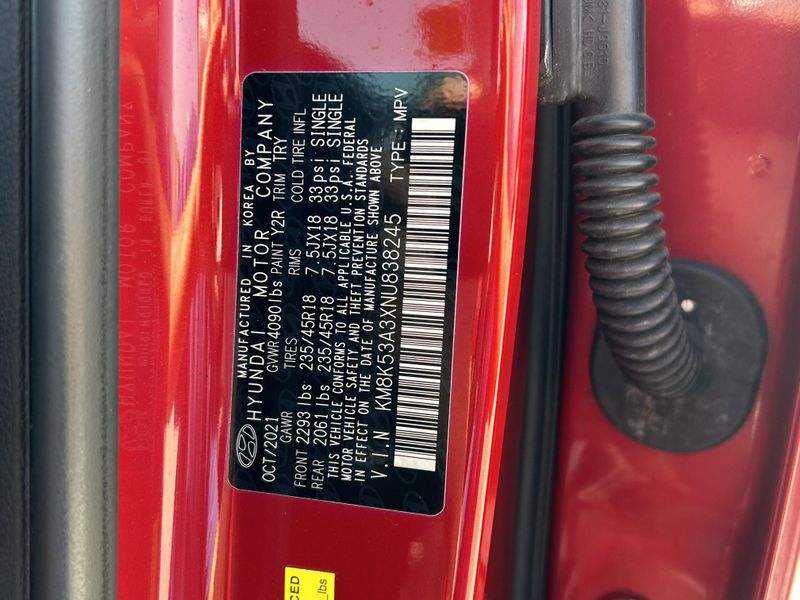 MANUFACTURED IN KOREA BY
HYUNDAI MOTOR COMPANY
OCT/2021 GVWR 4090 lbs PAINT Y2R TRIM TRY
GAWR TIRES RIMS COLD TIRE INFL
FRONT 2293 lbs 235/45R18 7.5JX18 33psi SINGLE
REAR 2061 lbs 235/45R18 7.5JX18 33psi SINGLE
THIS VEHICLE CONFORMS TO ALL APPLICABLE U.S.A. FEDERAL
MOTOR VEHICLE SAFETY AND THEFT PREVENTION STANDARDS
IN EFFECT ON THE DATE OF MANUFACTURE SHOWN ABOVE
V.I.N KM8K53A3XNU838245 TYPE : MPV
lbs